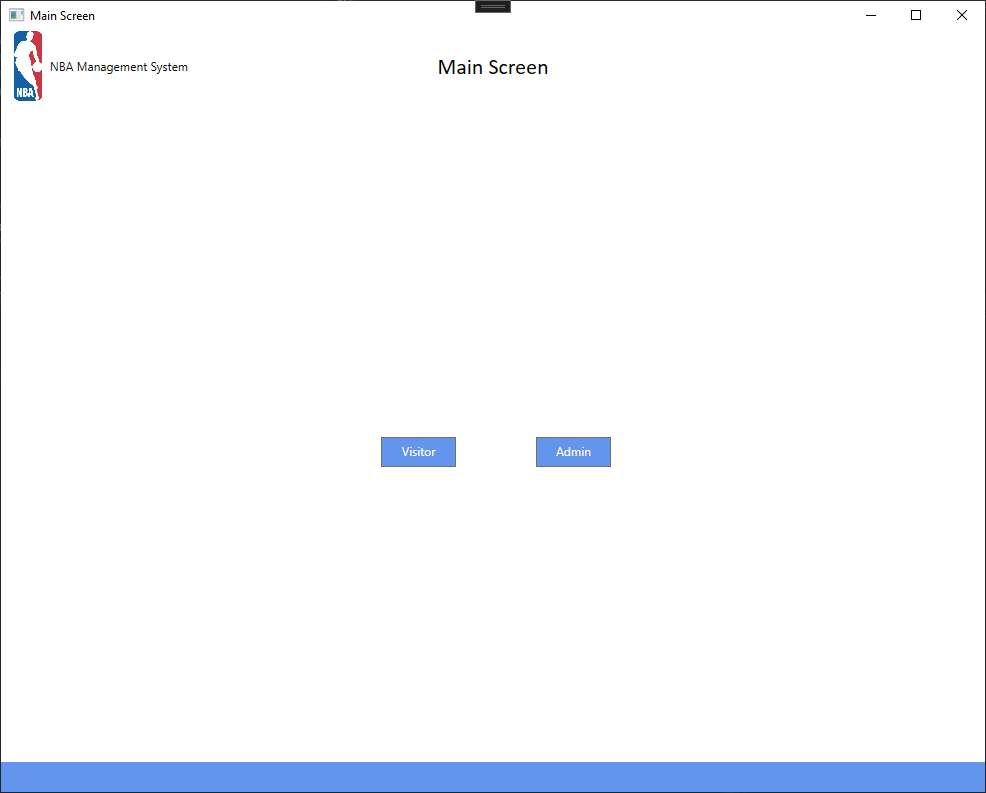 Main Screen
NBA
NBA Management System
Main Screen
Visitor
Admin